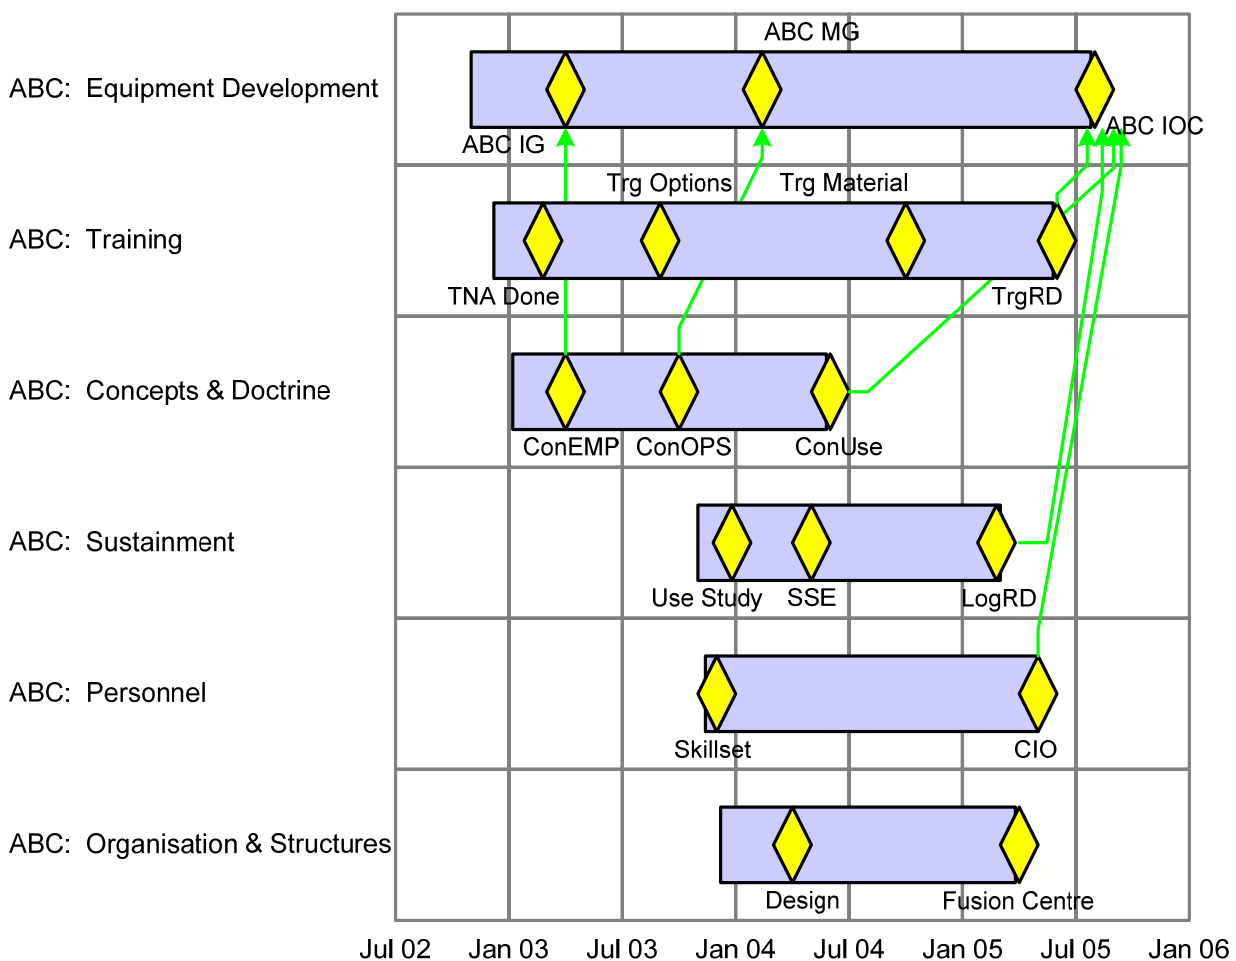 ABC MG
ABC: Equipment Development
ABC IOC
ABC IG
Trg Options
Trg Material
ABC: Training
TNA Done
TrgRD
ABC: Concepts & Doctrine
ConEMP
ConOPS
ConUse
ABC: Sustainment
Use Study
SSE
LogRD
ABC: Personnel
Skillset
CIO
ABC: Organisation & Structures
Design
Fusion Centre
Jul 02
Jan 03
Jul 03
Jan 04
Jul 04
Jan 05
Jul 05
Jan 06